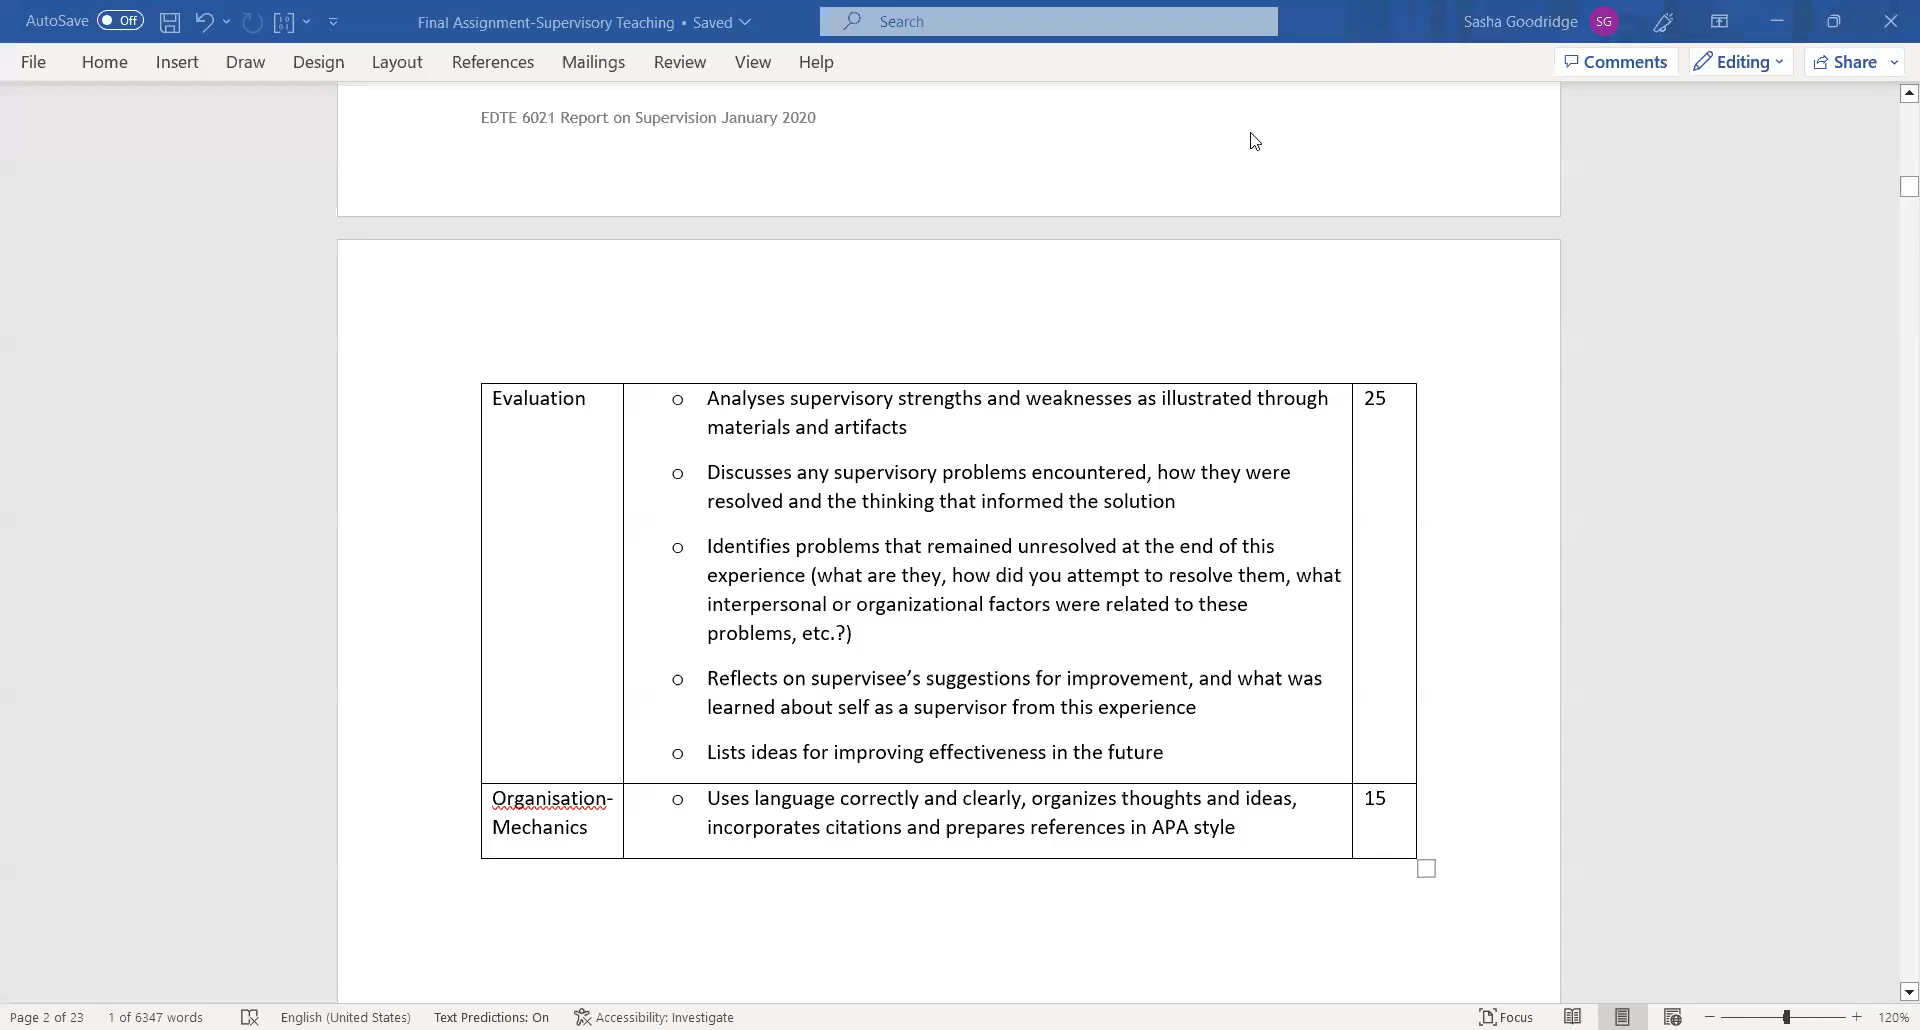 AutoSave Off Final Assignment-Supervisory Teaching • Saved Search Sasha Goodridge SG
File Home Insert Draw Design Layout References Mailings Review View Help Comments Editing Share
EDTE 6021 Report on Supervision January 2020
Evaluation
o Analyses supervisory strengths and weaknesses as illustrated through
materials and artifacts
25
o Discusses any supervisory problems encountered, how they were
resolved and the thinking that informed the solution
o Identifies problems that remained unresolved at the end of this
experience (what are they, how did you attempt to resolve them, what
interpersonal or organizational factors were related to these
problems, etc.?)
o Reflects on supervisee’s suggestions for improvement, and what was
learned about self as a supervisor from this experience
o Lists ideas for improving effectiveness in the future
Organisation-
Mechanics
o Uses language correctly and clearly, organizes thoughts and ideas,
incorporates citations and prepares references in APA style
15
Page 2 of 23 1 of 6347 words English (United States) Text Predictions: On Accessibility: Investigate Focus 120%